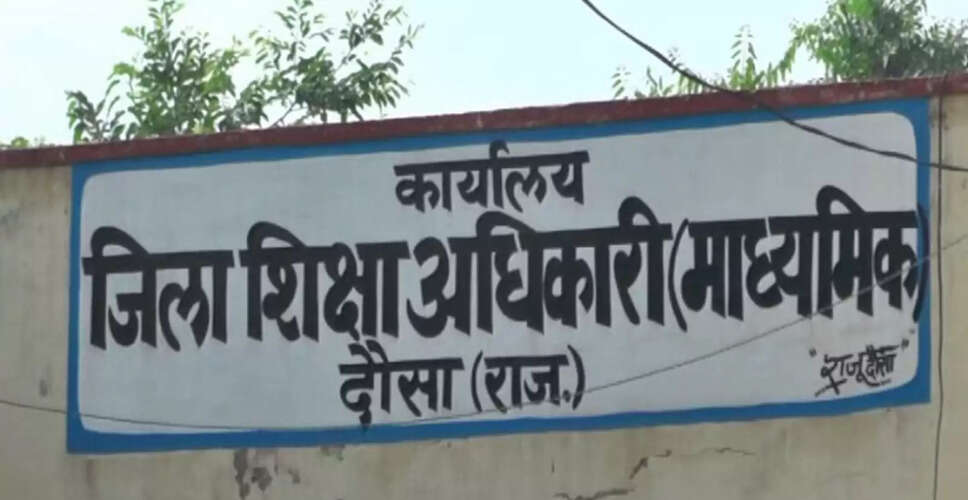 कार्यालय
जिला शिक्षा अधिकारी (माध्यमिक)
दौसा (राज.)
"राजू दौसा"